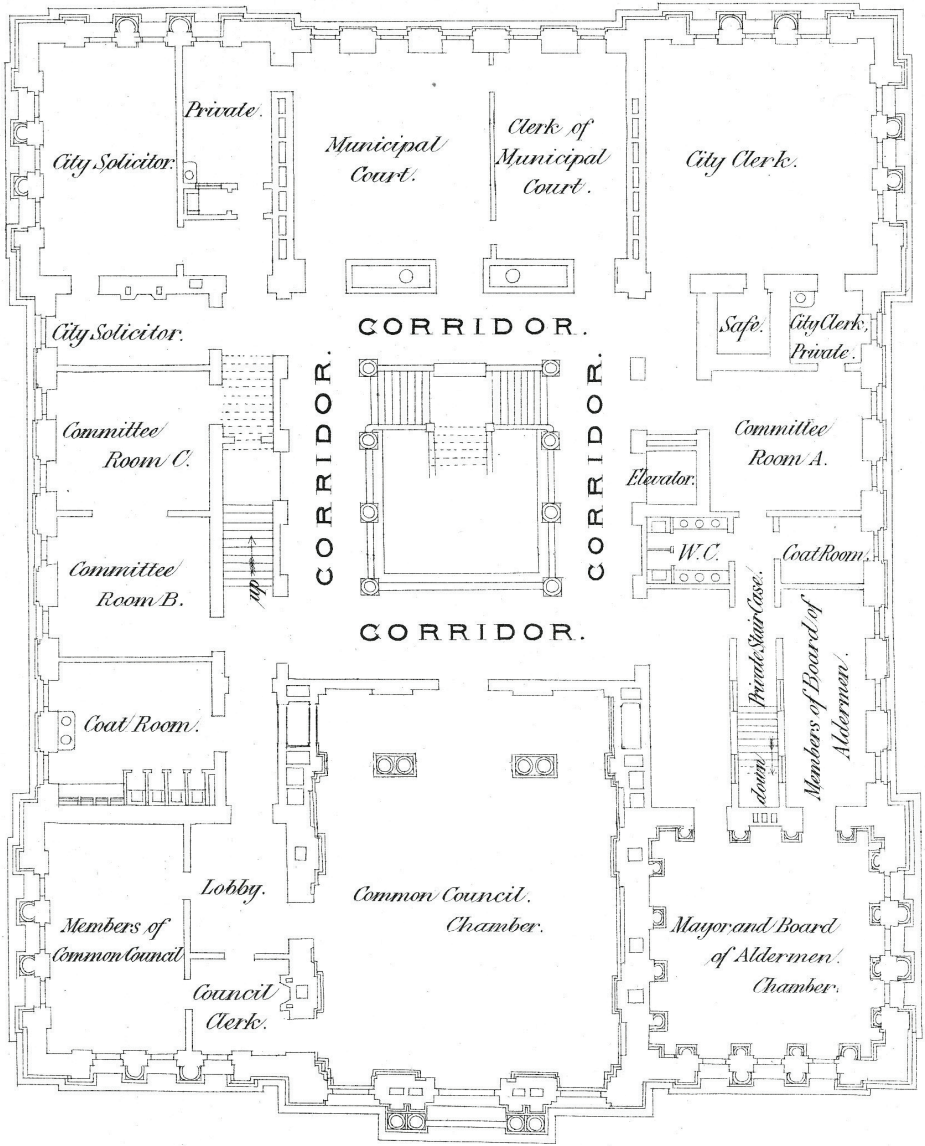 Private.
City Solicitor.
Municipal
Court.
Clerk of
Municipal
Court.
City Clerk.
City Solicitor.
CORRIDOR.
Safe.
City Clerk,
Private.
CORRIDOR.
CORRIDOR.
Committee
Room C.
Committee
Room A.
Elevator.
Committee
Room B.
up
W.C.
Coat Room.
CORRIDOR.
Private Stair Case.
down
Members of Board of
Aldermen.
Coat Room.
Lobby.
Common Council.
Chamber.
Members of
Common Council
Mayor and Board
of Aldermen.
Chamber.
Council
Clerk.